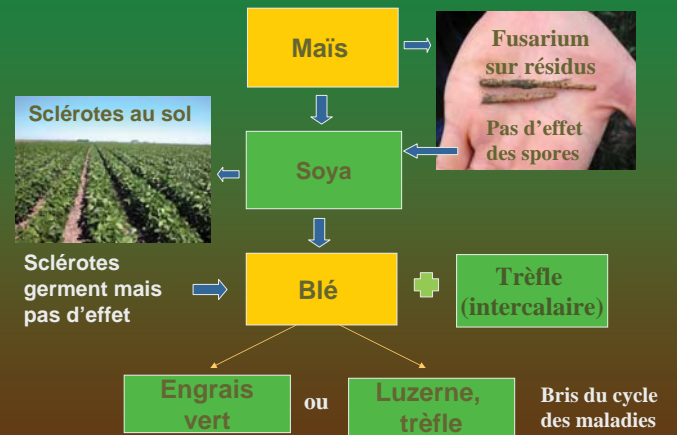 Maïs
Fusarium
sur résidus
Pas d'effet
des spores
Sclérotes au sol
Soya
Sclérotes
germent mais
pas d'effet
Blé
Trèfle
(intercalaire)
Engrais
vert
ou
Luzerne,
trèfle
Bris du cycle
des maladies